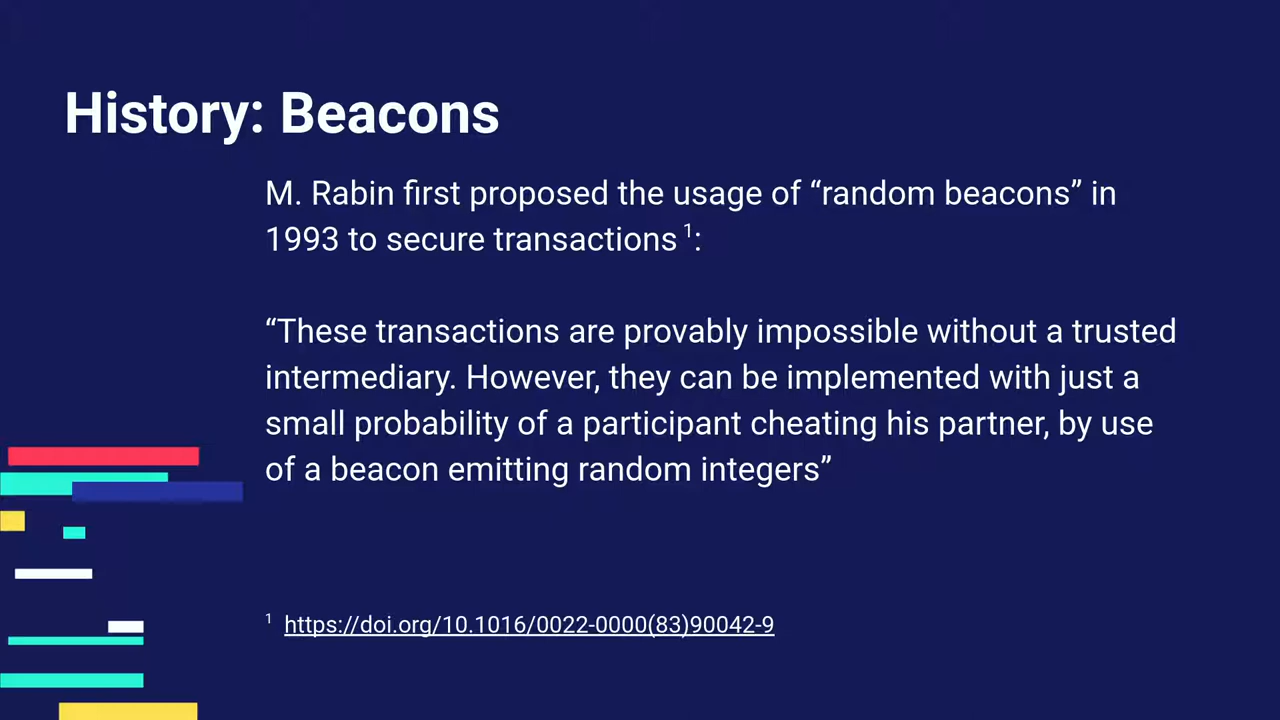 History: Beacons
M. Rabin first proposed the usage of “random beacons” in
1993 to secure transactions ¹:
“These transactions are provably impossible without a trusted
intermediary. However, they can be implemented with just a
small probability of a participant cheating his partner, by use
of a beacon emitting random integers”
¹ https://doi.org/10.1016/0022-0000(83)90042-9